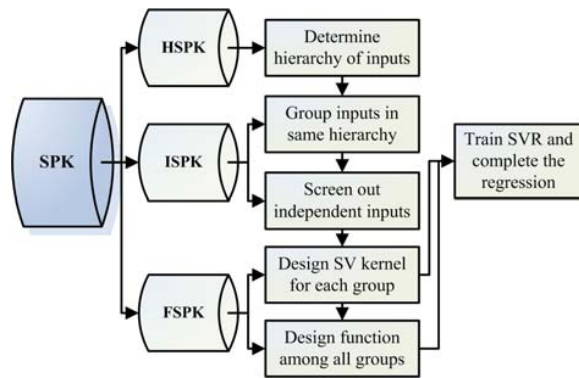 SPK
HSPK
Determine
hierarchy of inputs
ISPK
Group inputs in
same hierarchy
Screen out
independent inputs
FSPK
Design SV kernel
for each group
Design function
among all groups
Train SVR and
complete the
regression